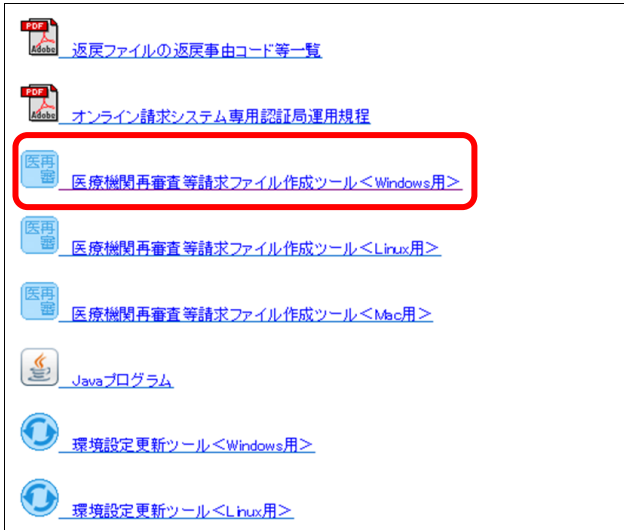 PDF
Adobe
返戻ファイルの返戻事由コード等一覧
PDF
Adobe
オンライン請求システム専用認証局運用規程
医再
審
医療機関再審査等請求ファイル作成ツール＜Windows用＞
医再
審
医療機関再審査等請求ファイル作成ツール＜Linux用＞
医再
審
医療機関再審査等請求ファイル作成ツール＜Mac用＞
Javaプログラム
環境設定更新ツール＜Windows用＞
環境設定更新ツール＜Linux用＞